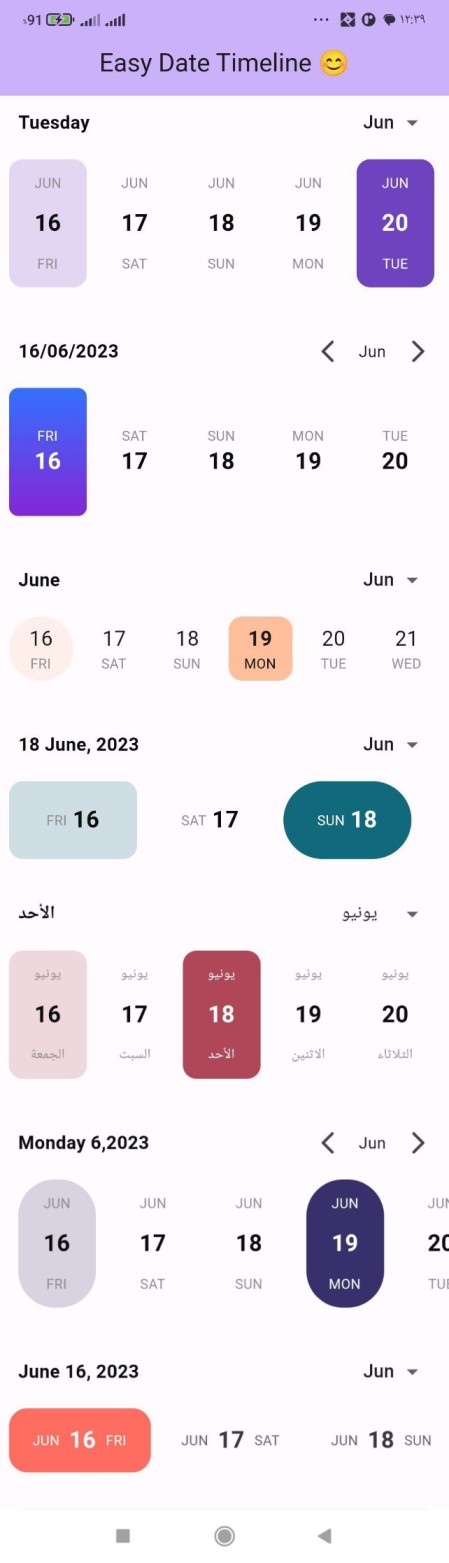 %91 ١٢:٣٩
Easy Date Timeline 😊
Tuesday Jun
JUN JUN JUN JUN JUN
16 17 18 19 20
FRI SAT SUN MON TUE
16/06/2023 Jun
FRI SAT SUN MON TUE
16 17 18 19 20
June Jun
16 17 18 19 20 21
FRI SAT SUN MON TUE WED
18 June, 2023 Jun
FRI 16 SAT 17 SUN 18
الأحد يونيو
يونيو يونيو يونيو يونيو يونيو
16 17 18 19 20
الجمعة السبت الأحد الاثنين الثلاثاء
Monday 6,2023 Jun
JUN JUN JUN JUN JUN
16 17 18 19 20
FRI SAT SUN MON TUE
June 16, 2023 Jun
JUN 16 FRI JUN 17 SAT JUN 18 SUN